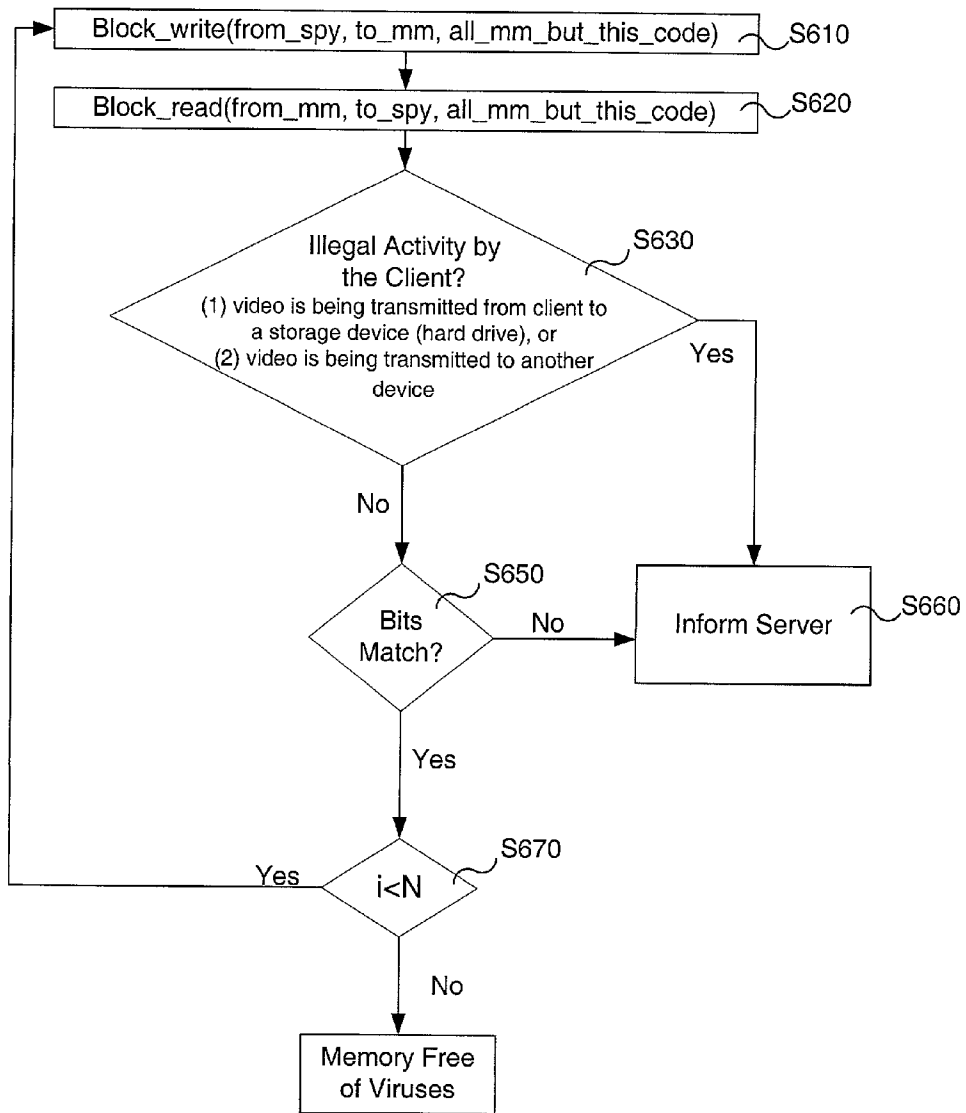 Block_write(from_spy, to_mm, all_mm_but_this_code)
S610
Block_read(from_mm, to_spy, all_mm_but_this_code)
S620
Illegal Activity by
the Client?
(1) video is being transmitted from client to
a storage device (hard drive), or
(2) video is being transmitted to another
device
S630
Yes
No
Bits
Match?
S650
No
Inform Server
S660
Yes
i<N
S670
Yes
No
Memory Free
of Viruses